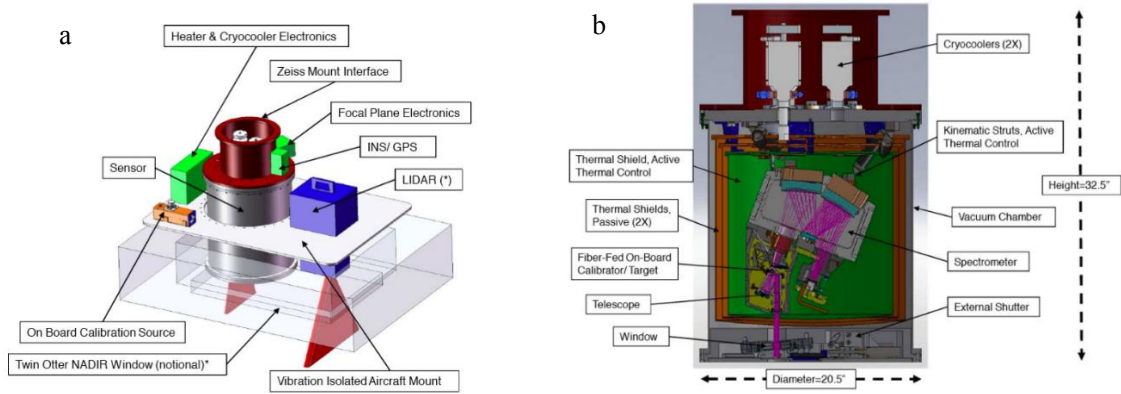 a
Heater & Cryocooler Electronics
Zeiss Mount Interface
Focal Plane Electronics
INS/ GPS
Sensor
LIDAR (*)
On Board Calibration Source
Twin Otter NADIR Window (notional)*
Vibration Isolated Aircraft Mount
b
Cryocoolers (2X)
Kinematic Struts, Active
Thermal Control
Thermal Shield, Active
Thermal Control
Height=32.5"
Thermal Shields,
Passive (2X)
Vacuum Chamber
Fiber-Fed On-Board
Calibrator/ Target
Spectrometer
Telescope
External Shutter
Window
Diameter=20.5"